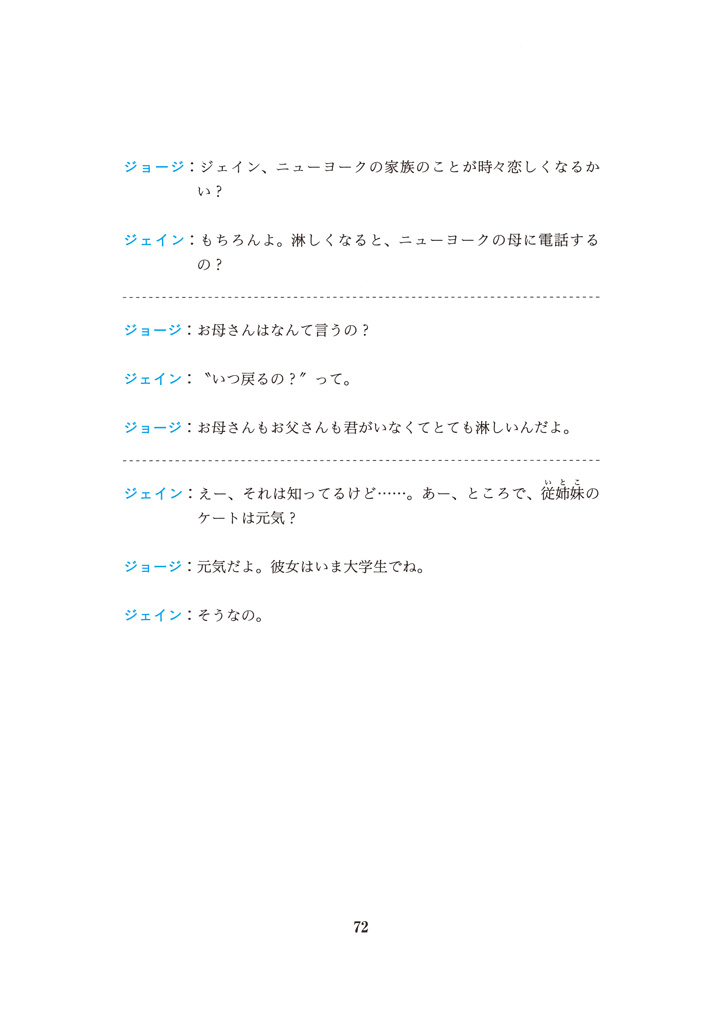 ジョージ：ジェイン、ニューヨークの家族のことが時々恋しくなるか
い？
ジェイン：もちろんよ。淋しくなると、ニューヨークの母に電話する
の？
ジョージ：お母さんはなんて言うの？
ジェイン：〝いつ戻るの？〞って。
ジョージ：お母さんもお父さんも君がいなくてとても淋しいんだよ。
いとこ
ジェイン：えー、それは知ってるけど……。あー、ところで、従姉妹の
ケートは元気？
ジョージ：元気だよ。彼女はいま大学生でね。
ジェイン：そうなの。
72